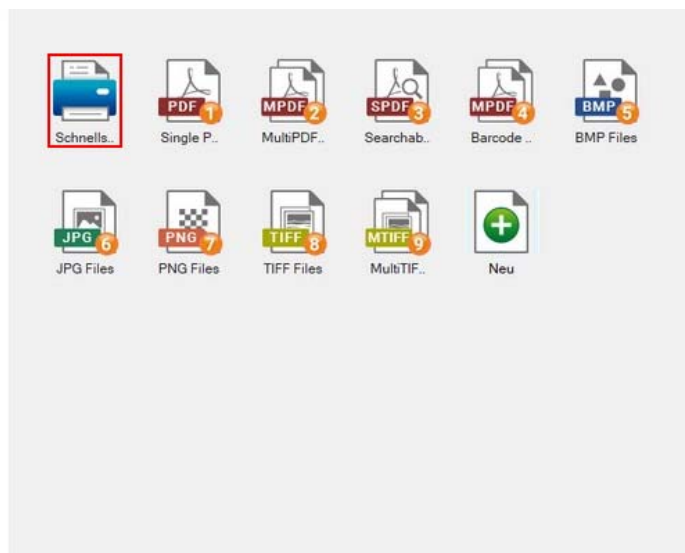 PDF 1
MPDF 2
SPDF 3
MPDF 4
BMP 5
Schnells..
Single P..
MultiPDF..
Searchab..
Barcode ..
BMP Files
JPG 6
PNG 7
TIFF 8
MTIFF 9
JPG Files
PNG Files
TIFF Files
MultiTIF..
Neu